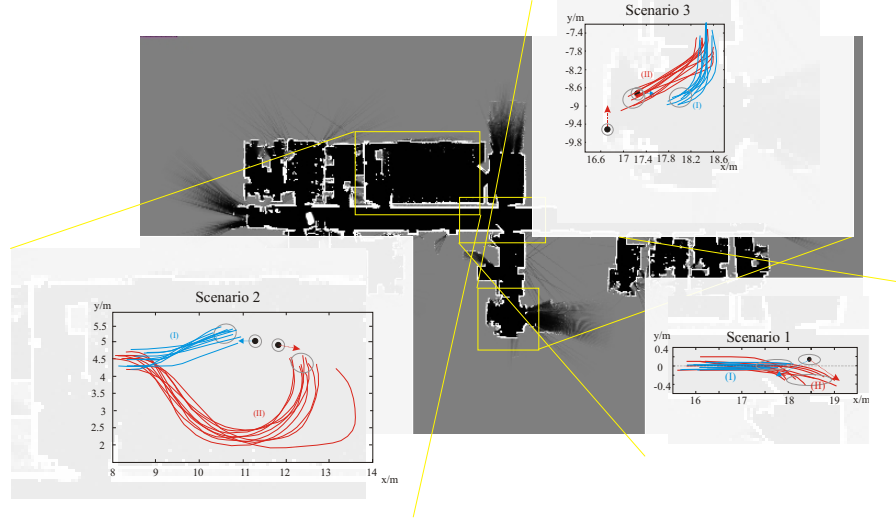 Scenario 3
y/m
-7.4
-7.8
-8.2
-8.6
-9
-9.4
-9.8
(II)
(I)
16.6 17 17.4 17.8 18.2 18.6
x/m
Scenario 2
y/m
5.5
5
4.5
4
3.5
3
2.5
2
(I)
(II)
8 9 10 11 12 13 14
x/m
Scenario 1
y/m
0.4
0
-0.4
(I)
(II)
16 17 18 19
x/m